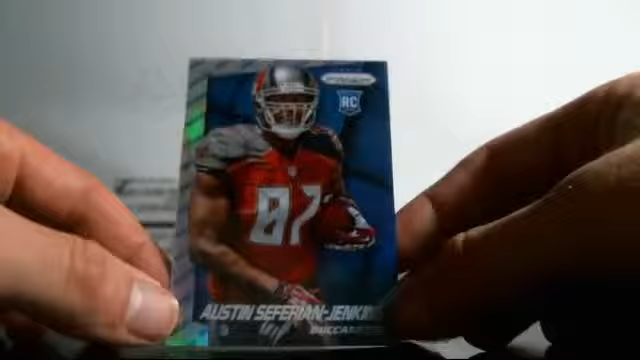 PRIZM
RC
87
AUSTIN SEFERIAN-JENKINS
BUCCANEERS